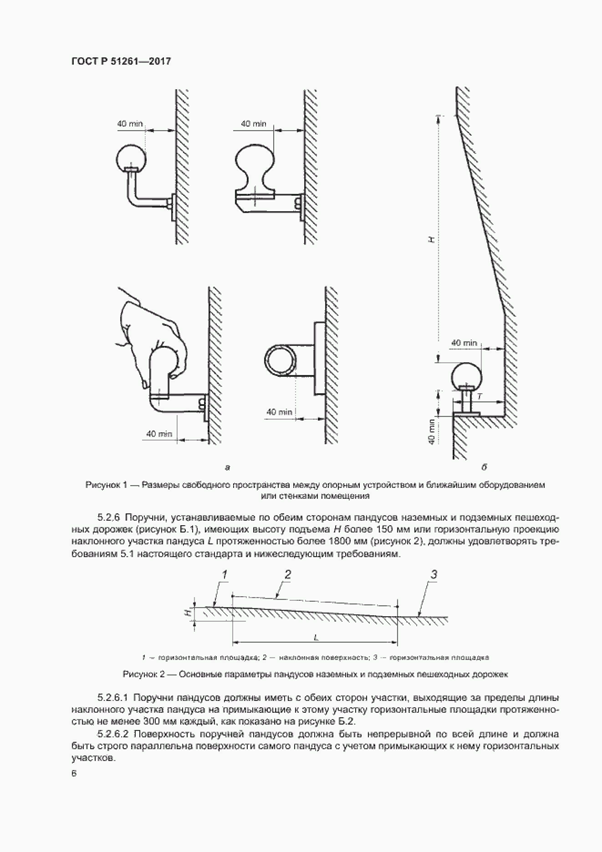 ГОСТ Р 51261—2017
40 min
40 min
40 min
40 min
H
40 min
T
40 min
а
б
Рисунок 1 — Размеры свободного пространства между опорным устройством и ближайшим оборудованием
или стенками помещения
5.2.6 Поручни, устанавливаемые по обеим сторонам пандусов наземных и подземных пешеход-
ных дорожек (рисунок Б.1), имеющих высоту подъема H более 150 мм или горизонтальную проекцию
наклонного участка пандуса L протяженностью более 1800 мм (рисунок 2), должны удовлетворять тре-
бованиям 5.1 настоящего стандарта и нижеследующим требованиям.
1
2
3
H
L
1 — горизонтальная площадка; 2 — наклонная поверхность; 3 — горизонтальная площадка
Рисунок 2 — Основные параметры пандусов наземных и подземных пешеходных дорожек
5.2.6.1 Поручни пандусов должны иметь с обеих сторон участки, выходящие за пределы длины
наклонного участка пандуса на примыкающие к этому участку горизонтальные площадки протяженно-
стью не менее 300 мм каждый, как показано на рисунке Б.2.
5.2.6.2 Поверхность поручней пандусов должна быть непрерывной по всей длине и должна
быть строго параллельна поверхности самого пандуса с учетом примыкающих к нему горизонтальных
участков.
6